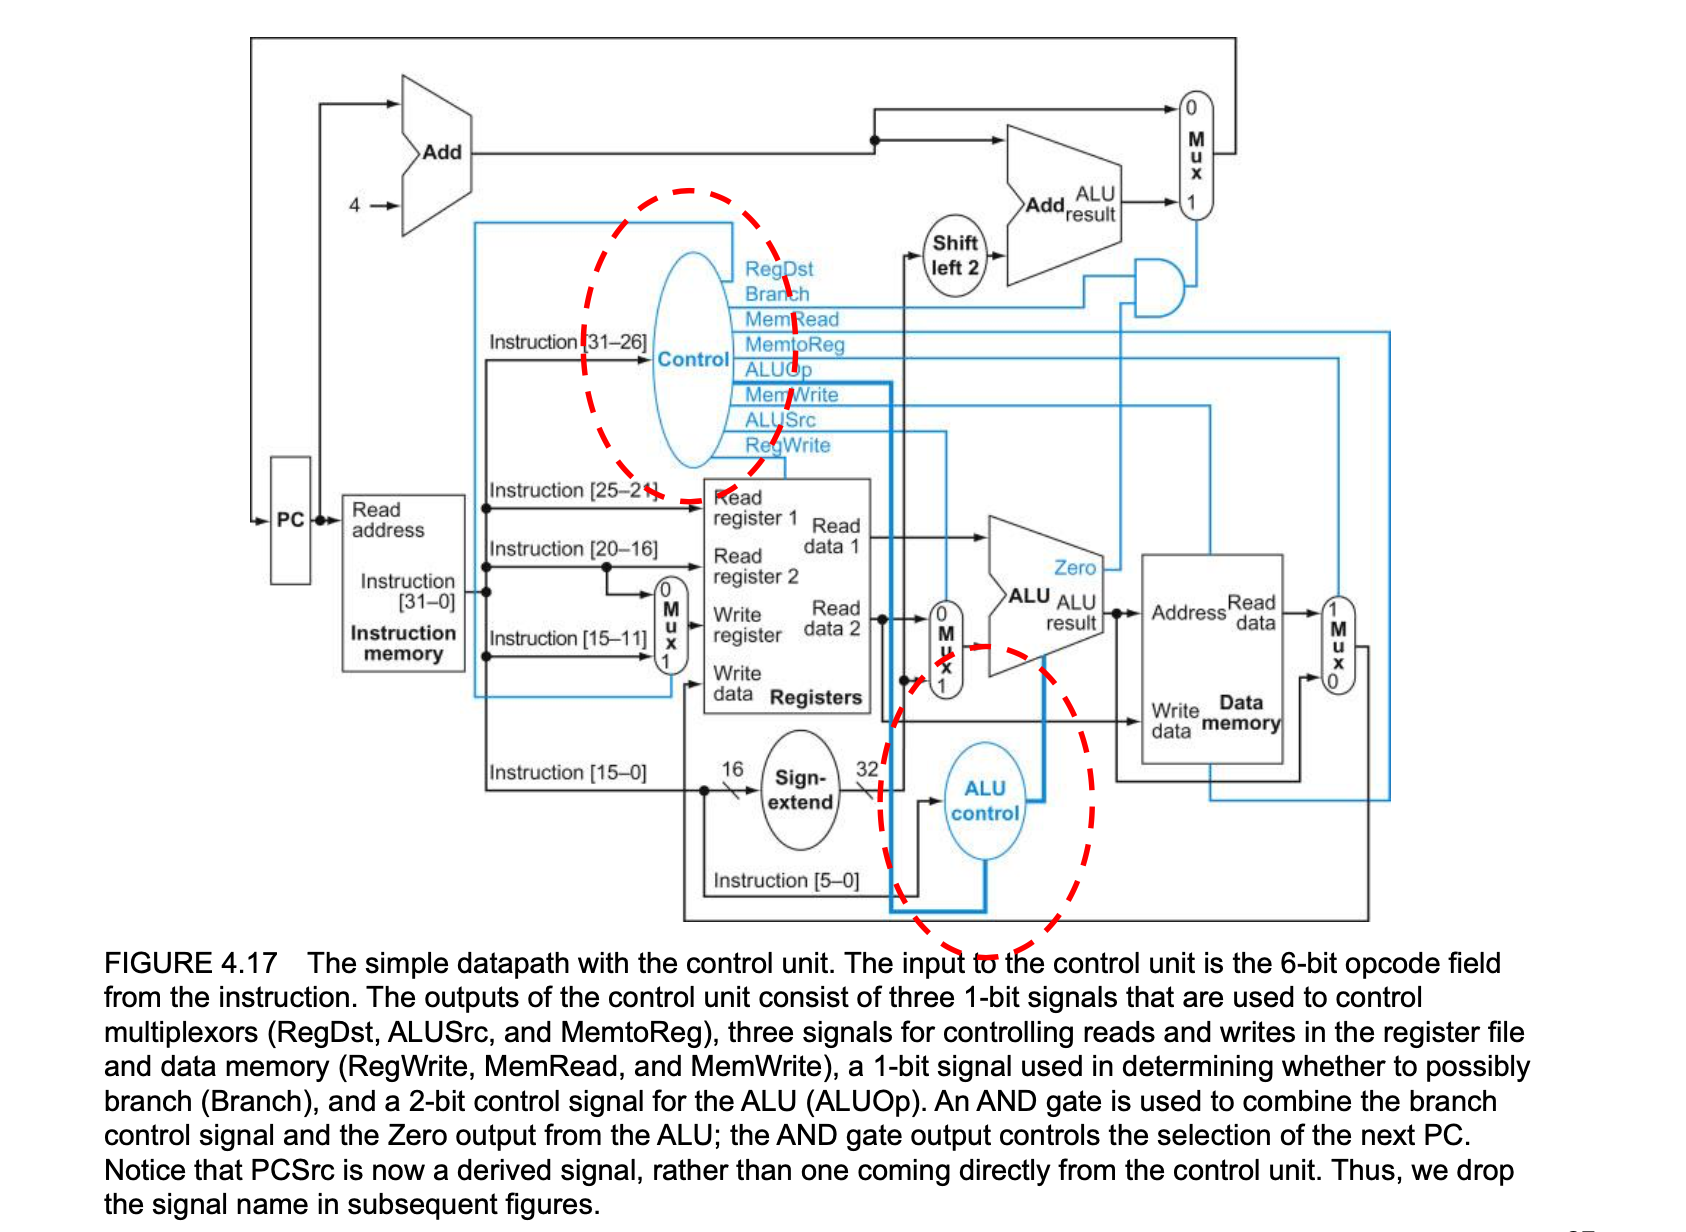 0
M
u
x
1
Add
4
Add ALU
result
Shift
left 2
RegDst
Branch
MemRead
MemtoReg
ALUOp
MemWrite
ALUSrc
RegWrite
Instruction [31–26]
Control
Instruction [25–21]
PC
Read
address
Instruction
[31–0]
Instruction
memory
Instruction [20–16]
0
M
u
x
1
Instruction [15–11]
Read
register 1
Read
data 1
Read
register 2
Write
register
Read
data 2
Write
data
Registers
0
M
u
x
1
Zero
ALU ALU
result
Address
Read
data
Write
data
Data
memory
1
M
u
x
0
Instruction [15–0]
16
Sign-
extend
32
ALU
control
Instruction [5–0]
FIGURE 4.17 The simple datapath with the control unit. The input to the control unit is the 6-bit opcode field
from the instruction. The outputs of the control unit consist of three 1-bit signals that are used to control
multiplexors (RegDst, ALUSrc, and MemtoReg), three signals for controlling reads and writes in the register file
and data memory (RegWrite, MemRead, and MemWrite), a 1-bit signal used in determining whether to possibly
branch (Branch), and a 2-bit control signal for the ALU (ALUOp). An AND gate is used to combine the branch
control signal and the Zero output from the ALU; the AND gate output controls the selection of the next PC.
Notice that PCSrc is now a derived signal, rather than one coming directly from the control unit. Thus, we drop
the signal name in subsequent figures.